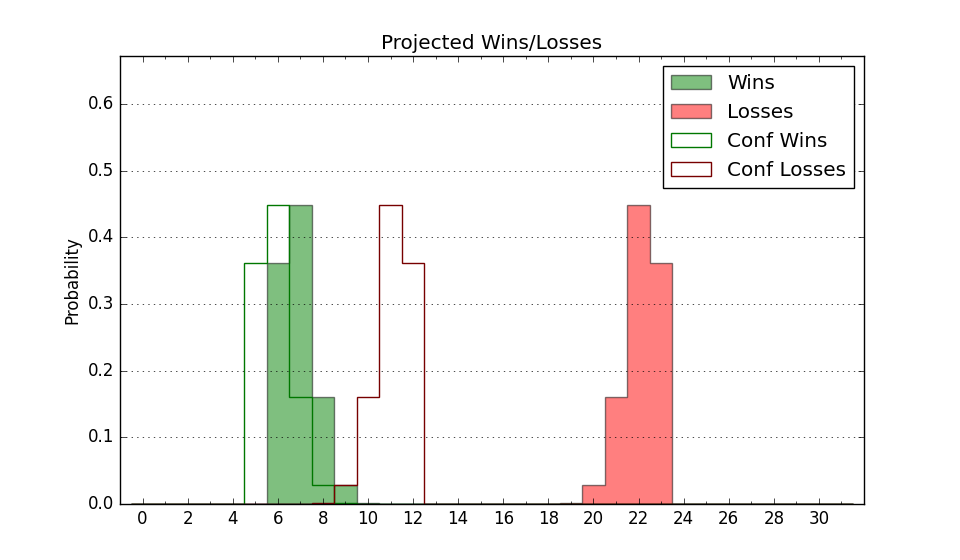 Projected Wins/Losses
Wins
Losses
Conf Wins
Conf Losses
Probability
0.6
0.5
0.4
0.3
0.2
0.1
0.0
0 2 4 6 8 10 12 14 16 18 20 22 24 26 28 30